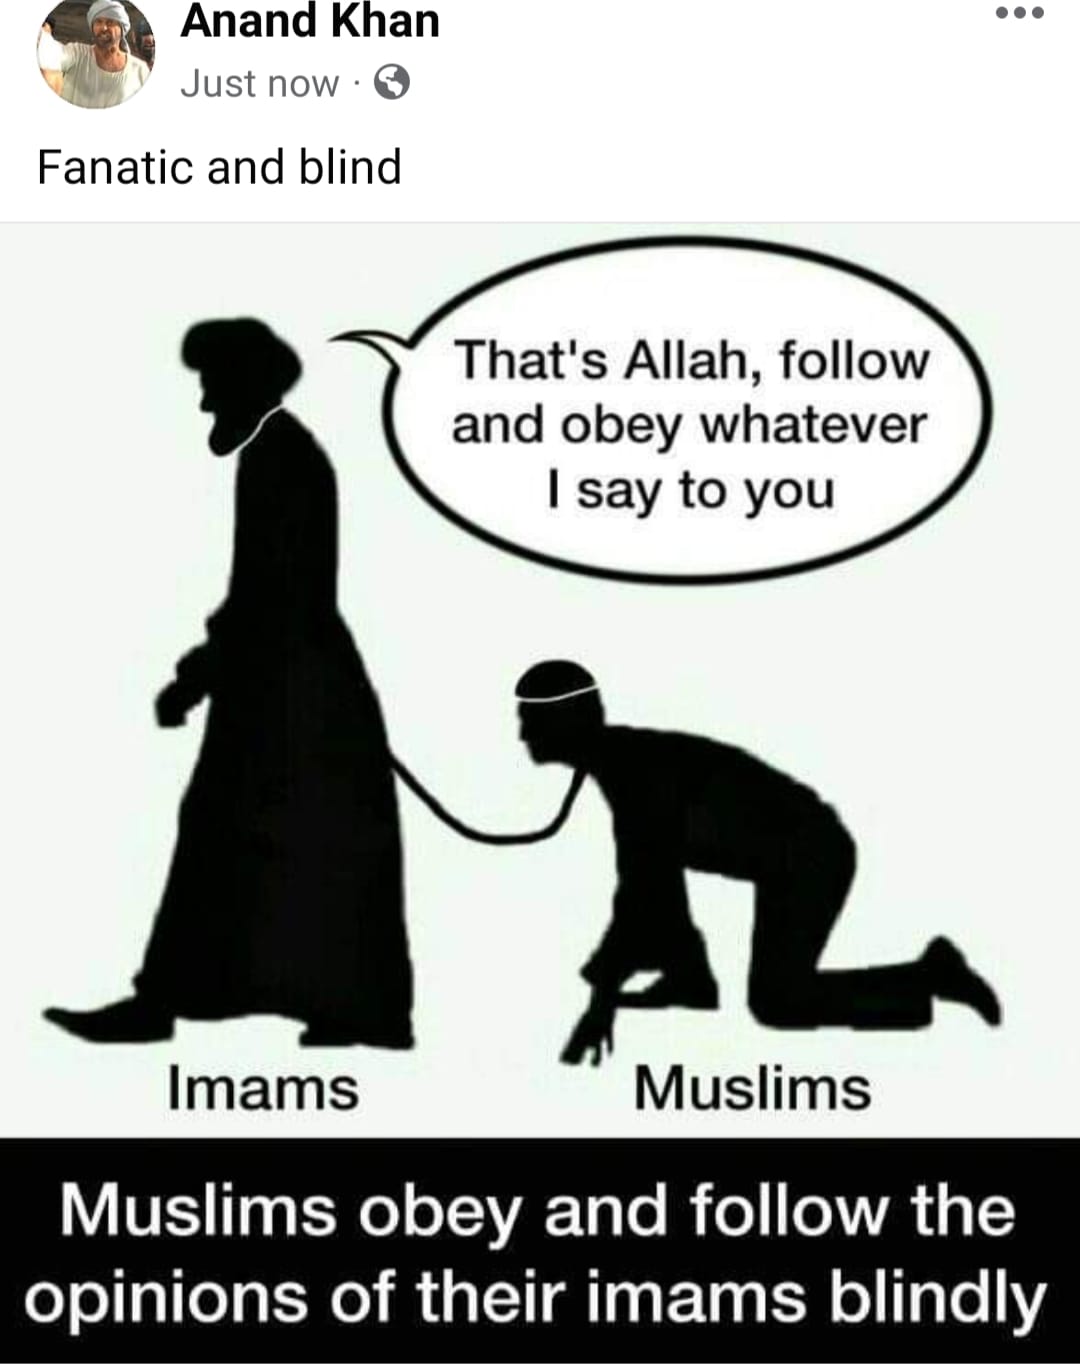 Anand Khan
Just now ·
Fanatic and blind
That's Allah, follow
and obey whatever
I say to you
Imams
Muslims
Muslims obey and follow the
opinions of their imams blindly